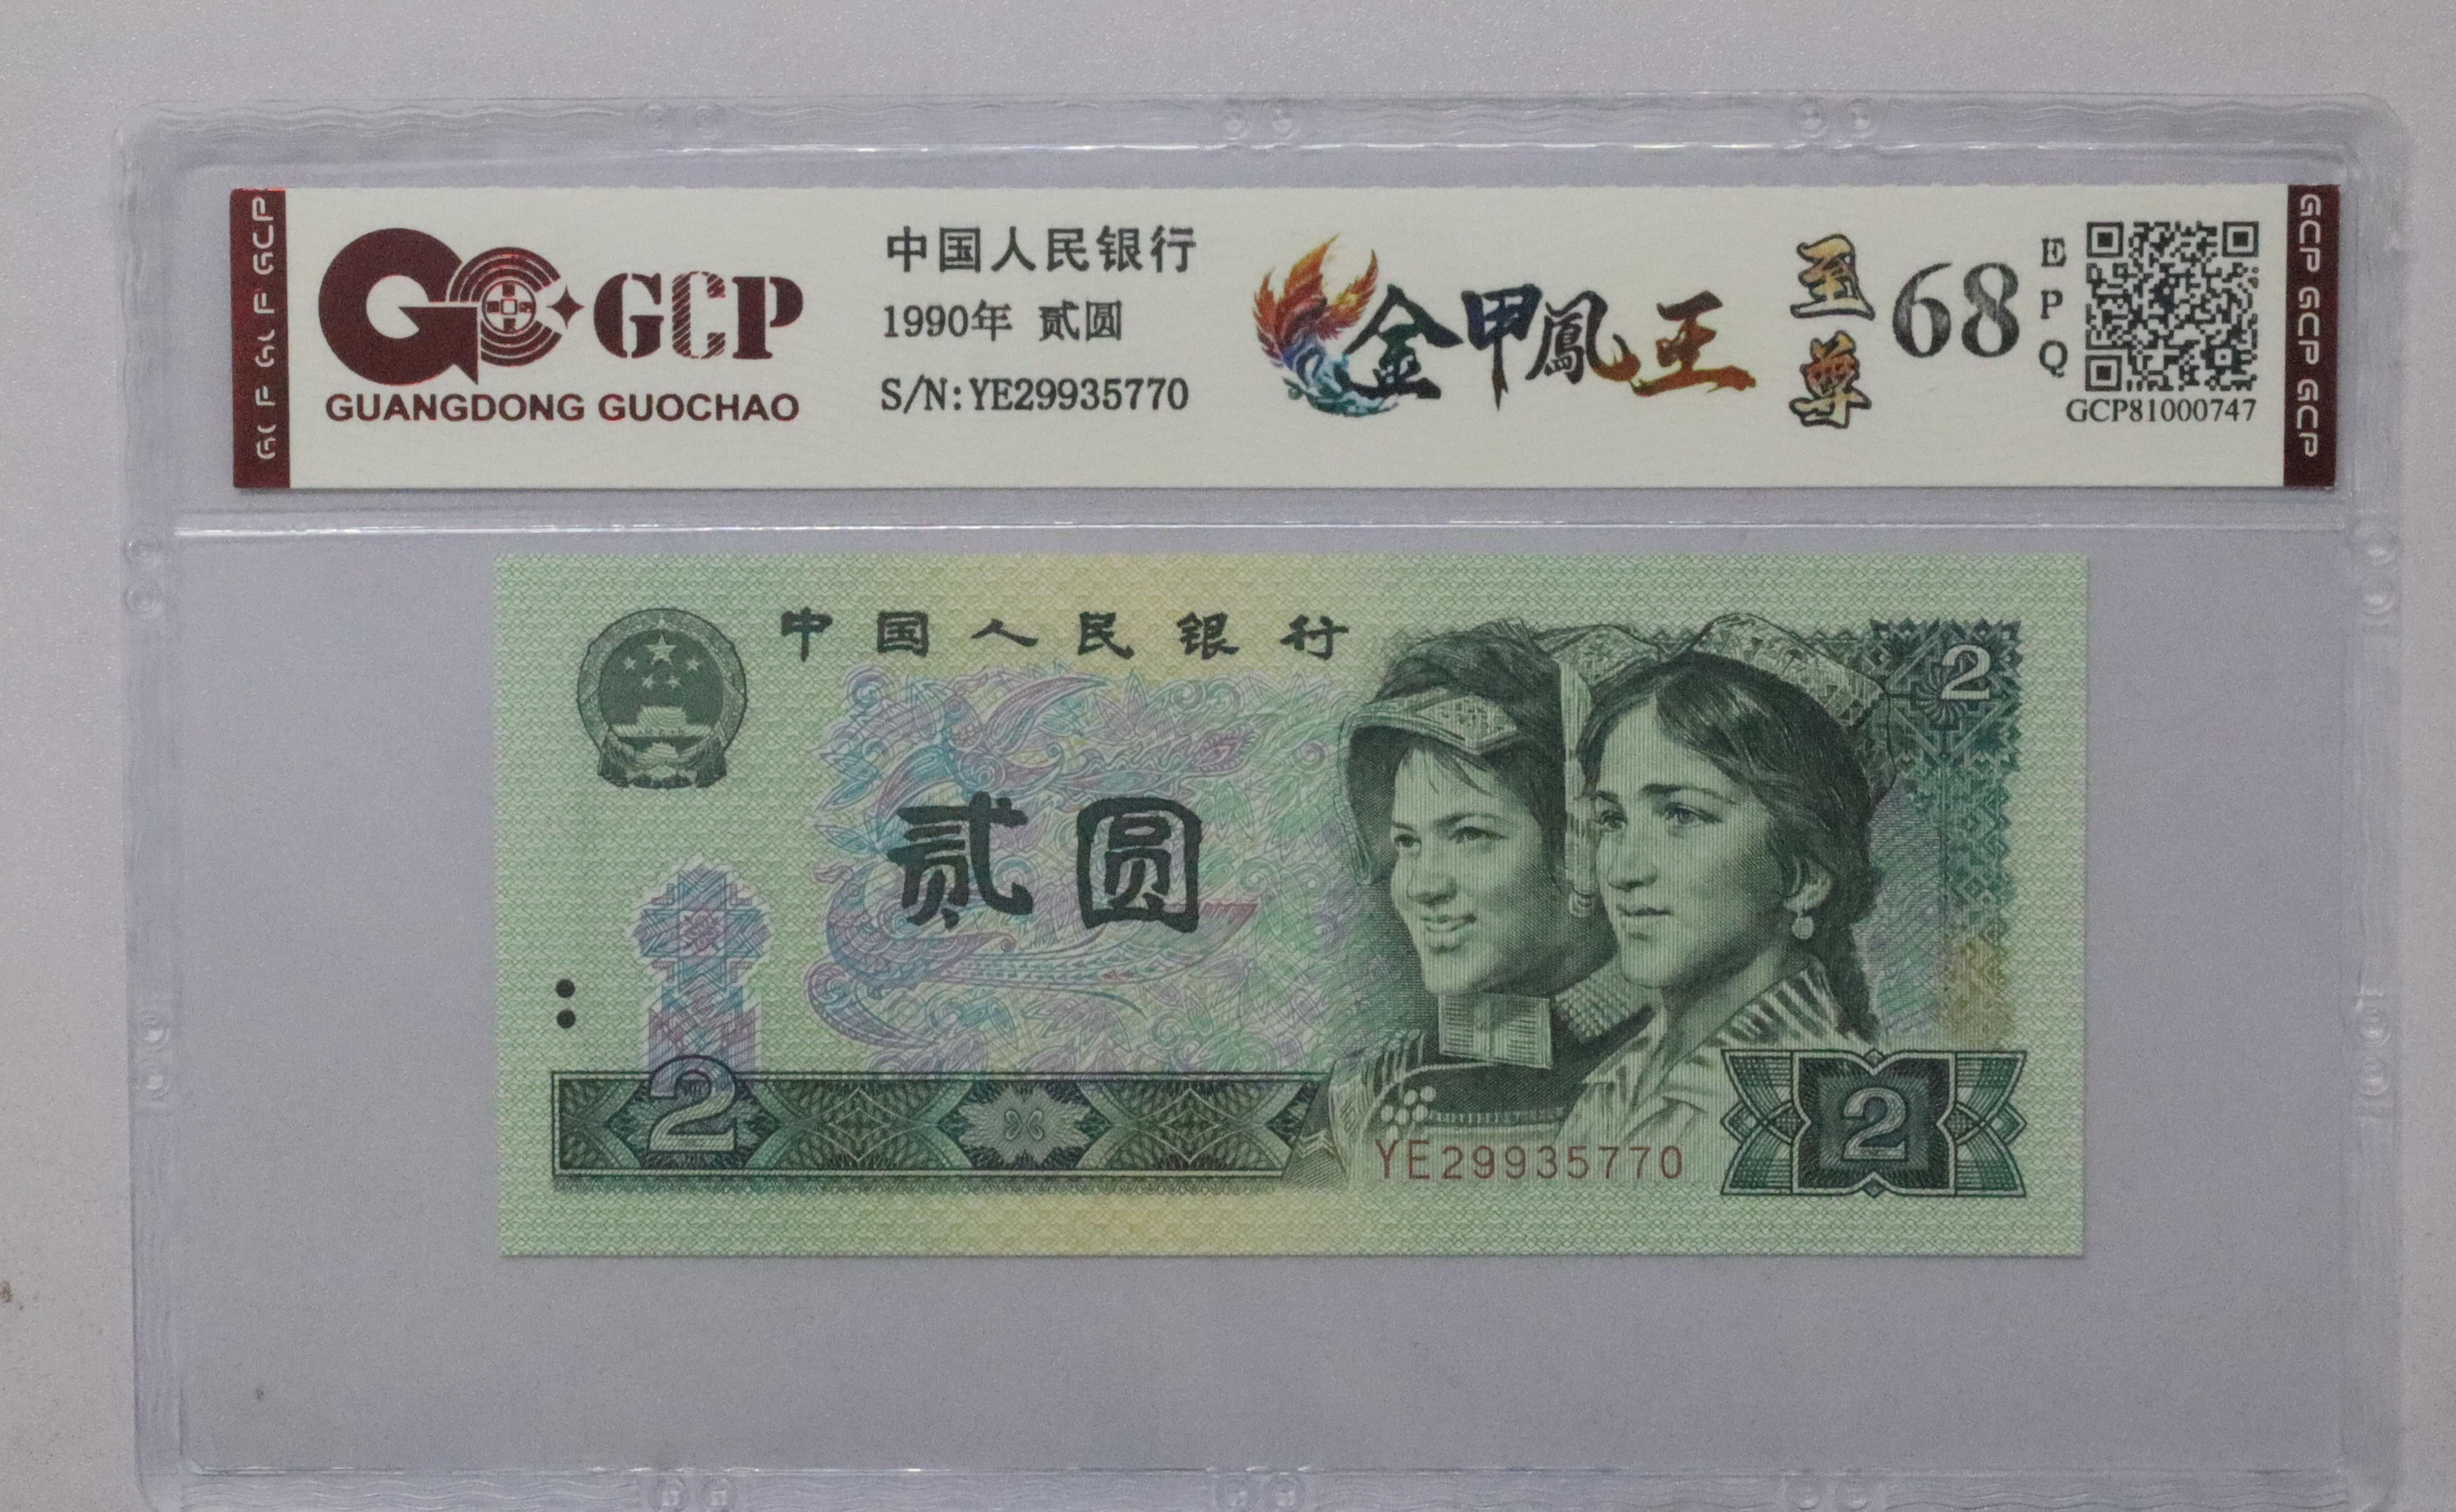 GCP GCP GCP
GCP
GUANGDONG GUOCHAO
中国人民银行
1990年 贰圆
S/N:YE29935770
金甲鳳王
至尊
68
EPQ
GCP81000747
GCP GCP GCP
中国人民银行
2
贰圆
2
YE29935770
2